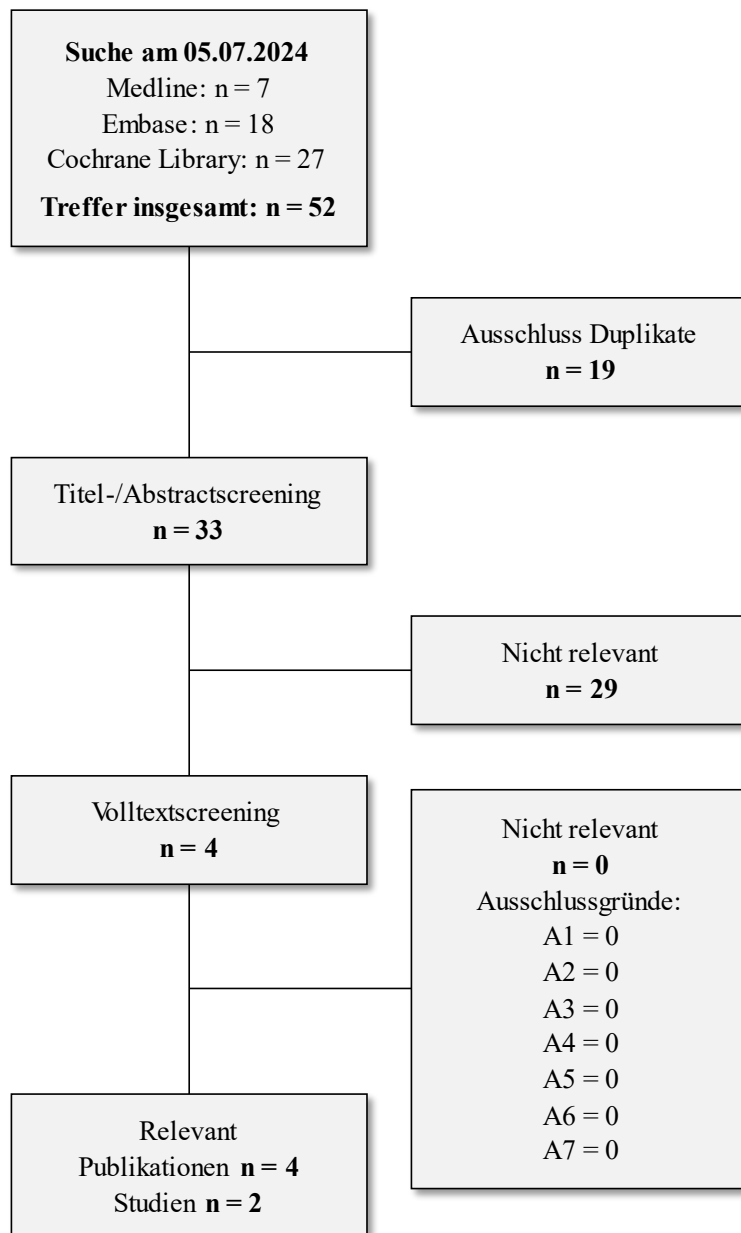 Suche am 05.07.2024
Medline: n = 7
Embase: n = 18
Cochrane Library: n = 27
Treffer insgesamt: n = 52
Ausschluss Duplikate
n = 19
Titel-/Abstractscreening
n = 33
Nicht relevant
n = 29
Volltextscreening
n = 4
Nicht relevant
n = 0
Ausschlussgründe:
A1 = 0
A2 = 0
A3 = 0
A4 = 0
A5 = 0
A6 = 0
A7 = 0
Relevant
Publikationen n = 4
Studien n = 2